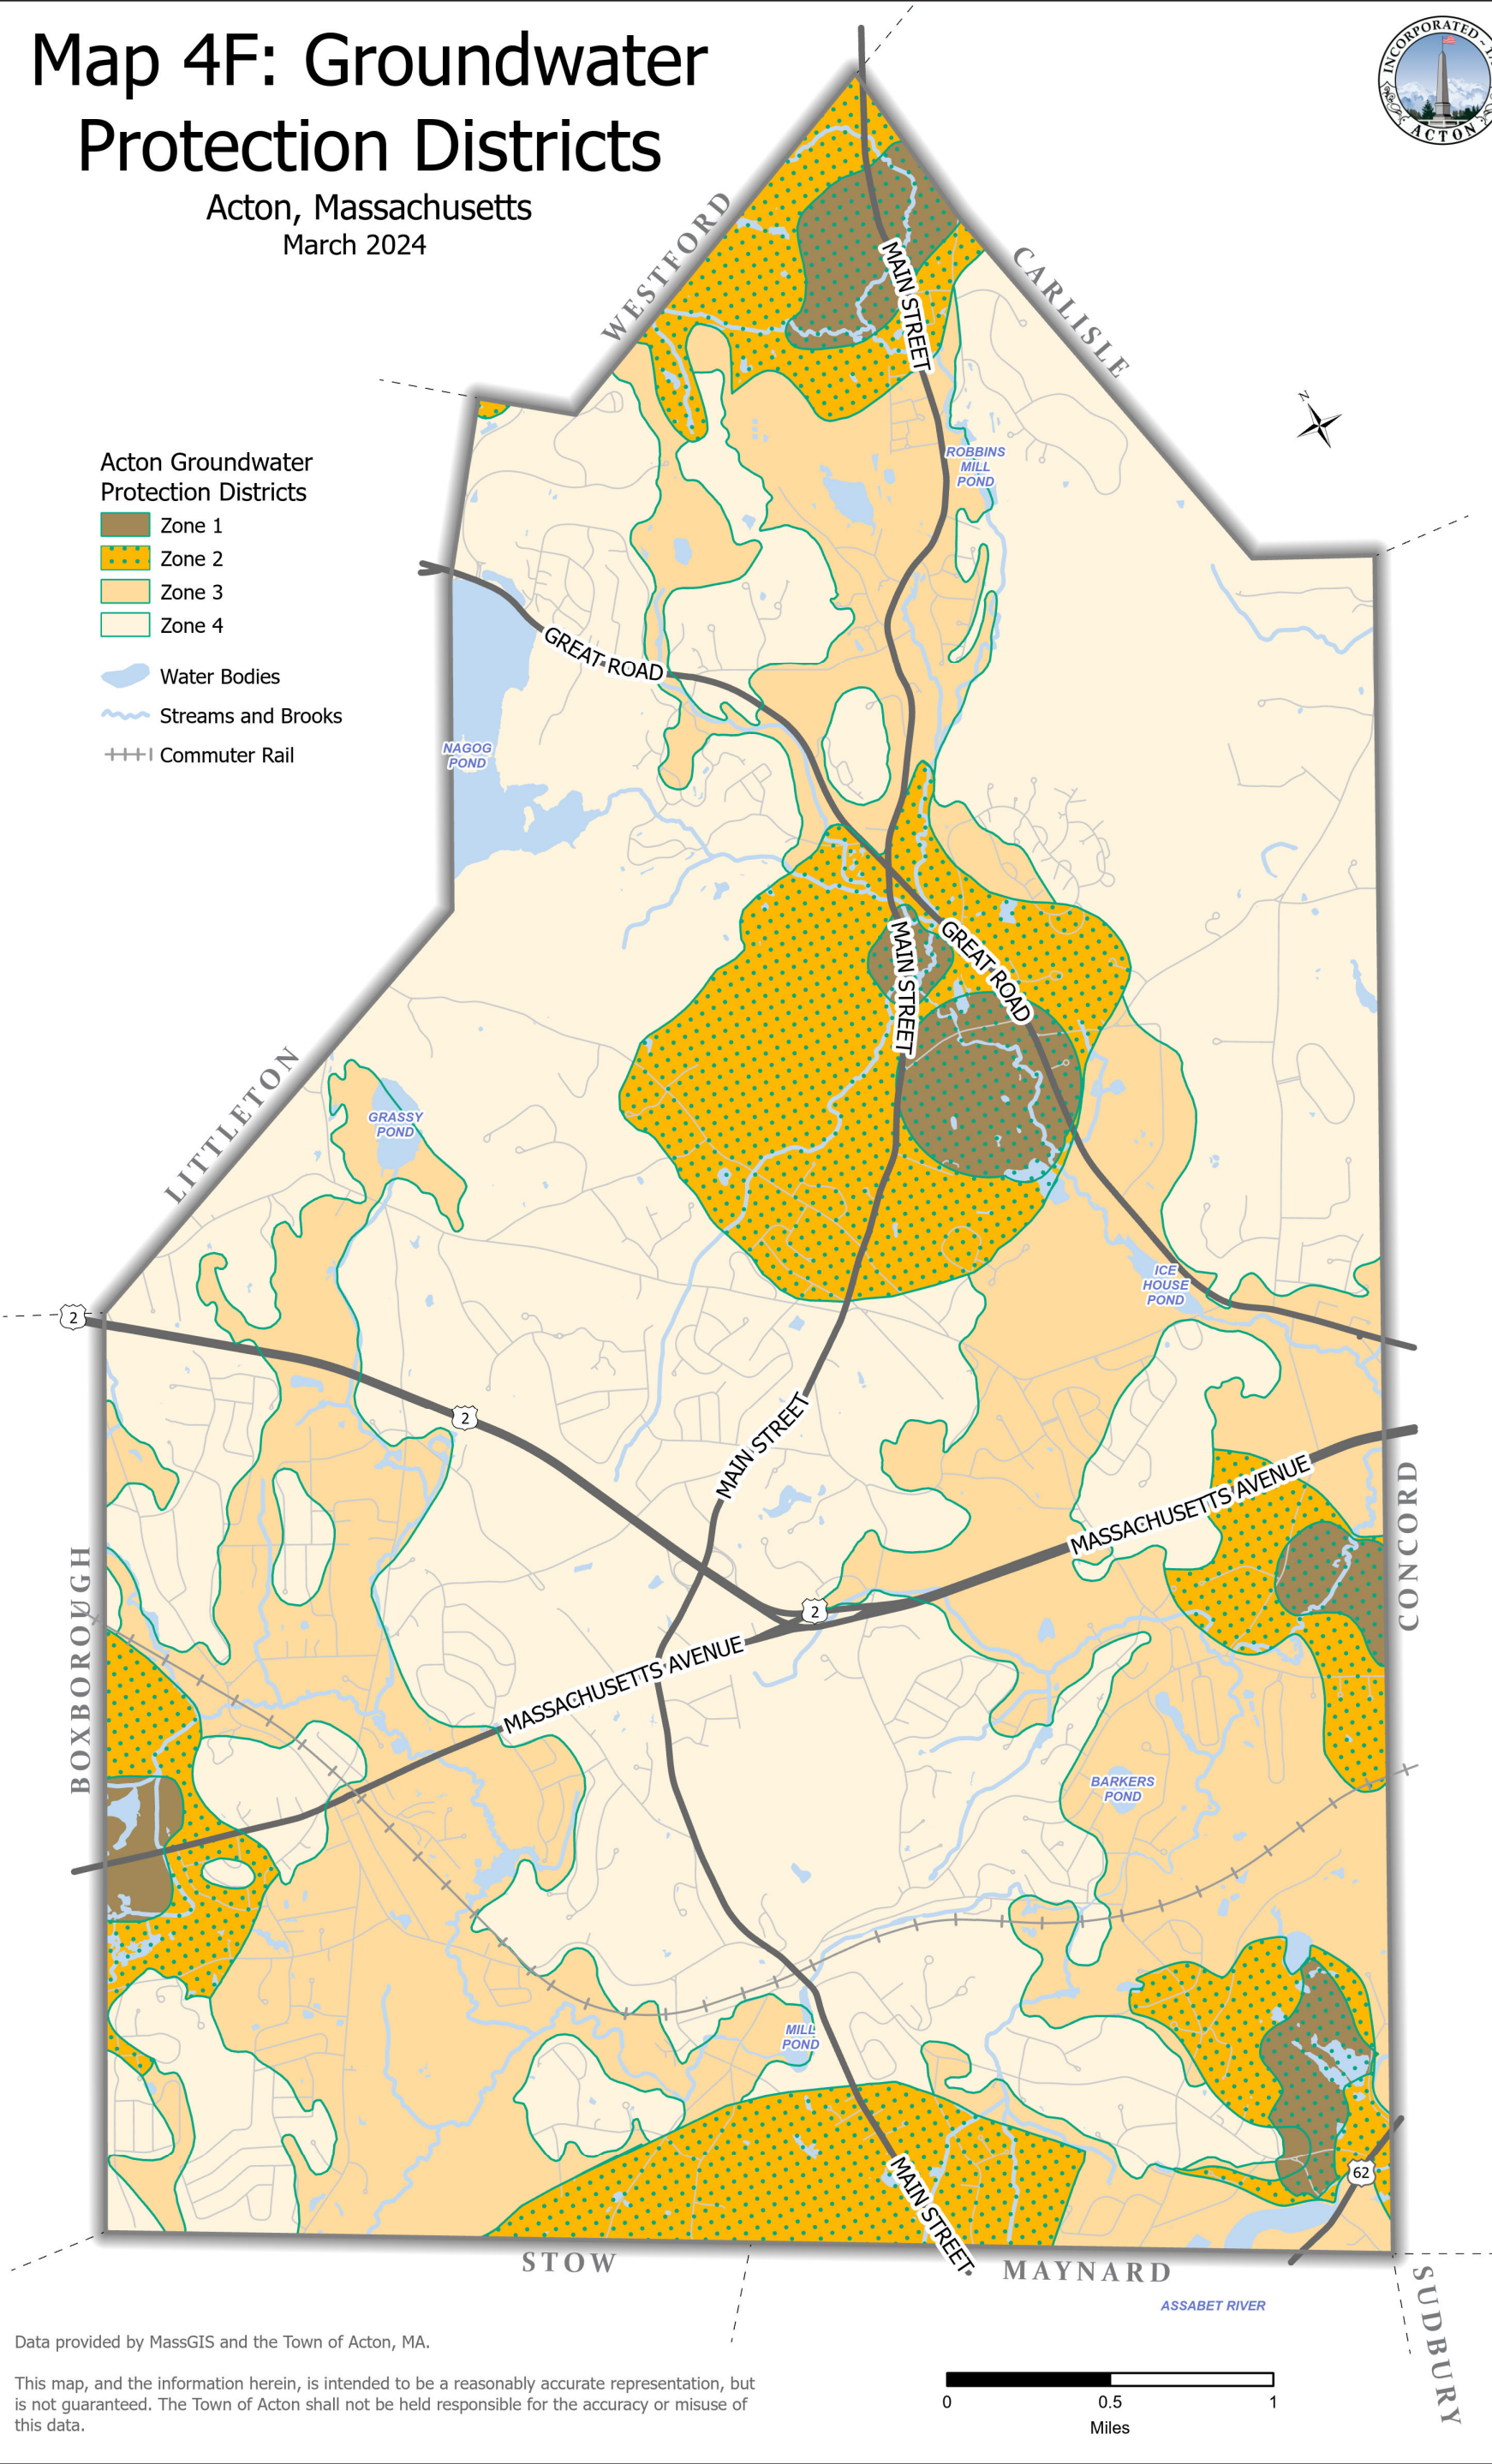 Map 4F: Groundwater
Protection Districts
Acton, Massachusetts
March 2024
INCORPORATED
ACTON
WESTFORD
CARLISLE
MAIN STREET
N
ROBBINS
MILL
POND
Acton Groundwater
Protection Districts
Zone 1
Zone 2
Zone 3
Zone 4
Water Bodies
Streams and Brooks
Commuter Rail
GREAT ROAD
NAGOG
POND
MAIN STREET
GREAT ROAD
LITTLETON
GRASSY
POND
ICE
HOUSE
POND
2
2
MAIN STREET
MASSACHUSETTS AVENUE
CONCORD
BOXBOROUGH
2
MASSACHUSETTS AVENUE
BARKERS
POND
MILL
POND
MAIN STREET
62
STOW
MAYNARD
SUDBURY
ASSABET RIVER
Data provided by MassGIS and the Town of Acton, MA.
This map, and the information herein, is intended to be a reasonably accurate representation, but
is not guaranteed. The Town of Acton shall not be held responsible for the accuracy or misuse of
this data.
0 0.5 1
Miles